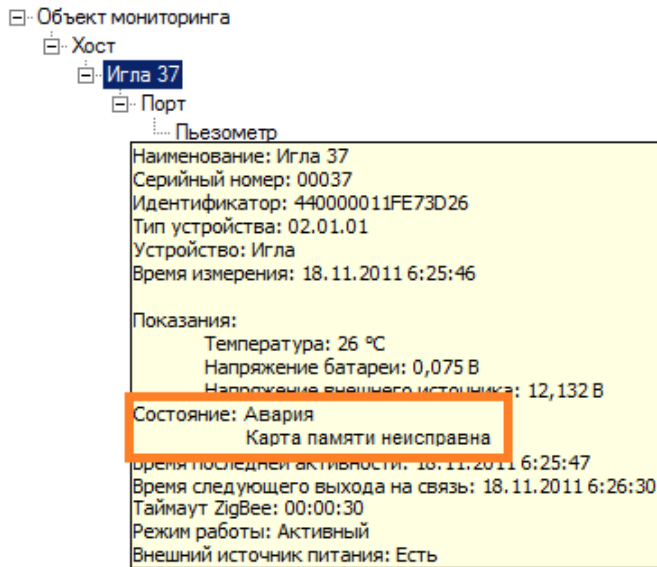 Объект мониторинга
Хост
Игла 37
Порт
Пьезометр
Наименование: Игла 37
Серийный номер: 00037
Идентификатор: 440000011FE73D26
Тип устройства: 02.01.01
Устройство: Игла
Время измерения: 18.11.2011 6:25:46
Показания:
Температура: 26 °C
Напряжение батареи: 0,075 В
Напряжение внешнего источника: 12,132 В
Состояние: Авария
Карта памяти неисправна
Время последней активности: 18.11.2011 6:25:47
Время следующего выхода на связь: 18.11.2011 6:26:30
Таймаут ZigBee: 00:00:30
Режим работы: Активный
Внешний источник питания: Есть